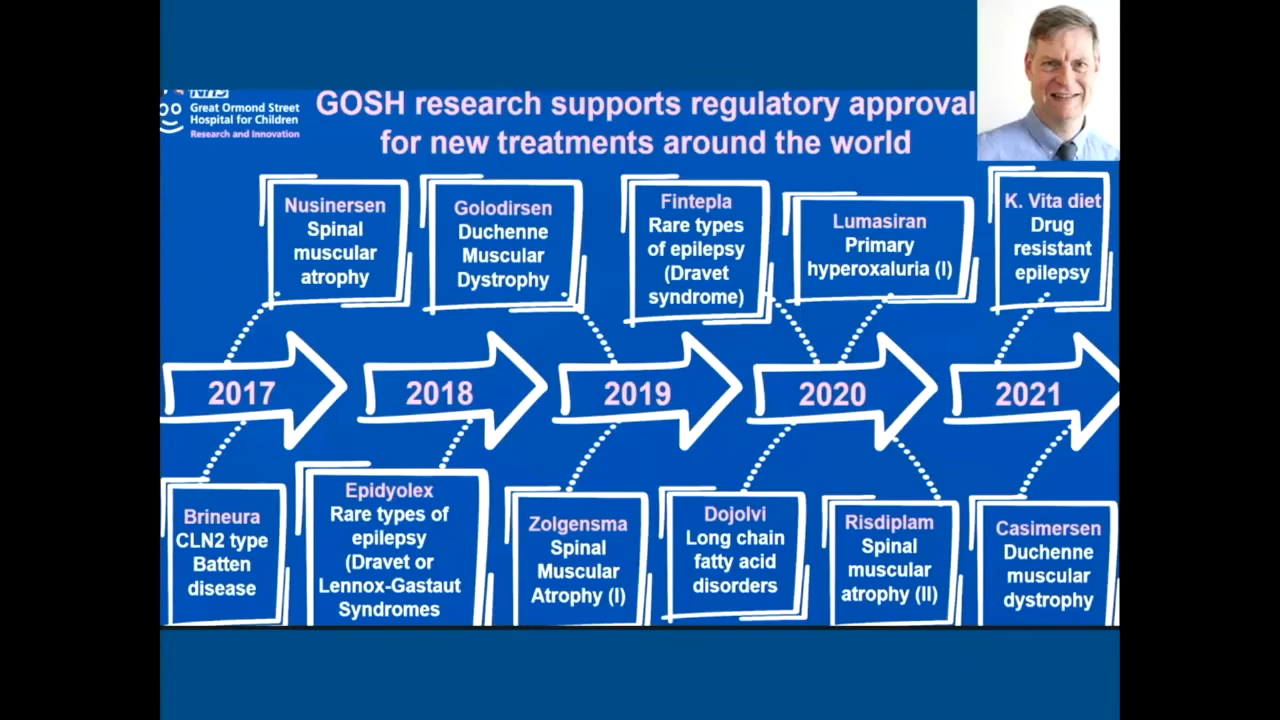 NHS
Great Ormond Street
Hospital for Children
Research and Innovation
GOSH research supports regulatory approval
for new treatments around the world
Nusinersen
Spinal
muscular
atrophy
Golodirsen
Duchenne
Muscular
Dystrophy
Fintepla
Rare types
of epilepsy
(Dravet
syndrome)
Lumasiran
Primary
hyperoxaluria (I)
K. Vita diet
Drug
resistant
epilepsy
2017
2018
2019
2020
2021
Brineura
CLN2 type
Batten
disease
Epidyolex
Rare types of
epilepsy
(Dravet or
Lennox-Gastaut
Syndromes
Zolgensma
Spinal
Muscular
Atrophy (I)
Dojolvi
Long chain
fatty acid
disorders
Risdiplam
Spinal
muscular
atrophy (II)
Casimersen
Duchenne
muscular
dystrophy